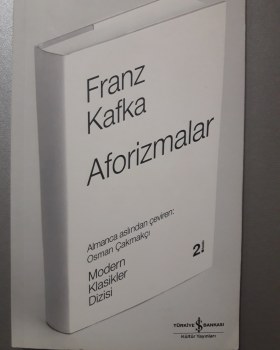 Franz
Kafka
Aforizmalar
Almanca aslından çeviren:
Osman Çakmakçı
Modern
Klasikler
Dizisi
2!
TÜRKİYE İŞ BANKASI
Kültür Yayınları